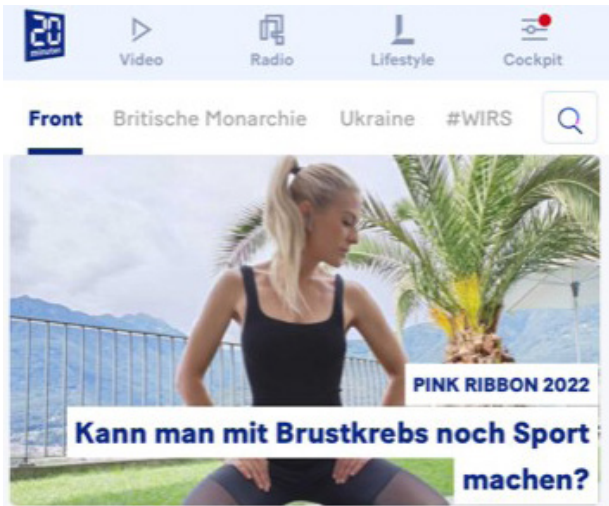 20
minuten
Video Radio Lifestyle Cockpit
Front Britische Monarchie Ukraine #WIRS
PINK RIBBON 2022
Kann man mit Brustkrebs noch Sport
machen?